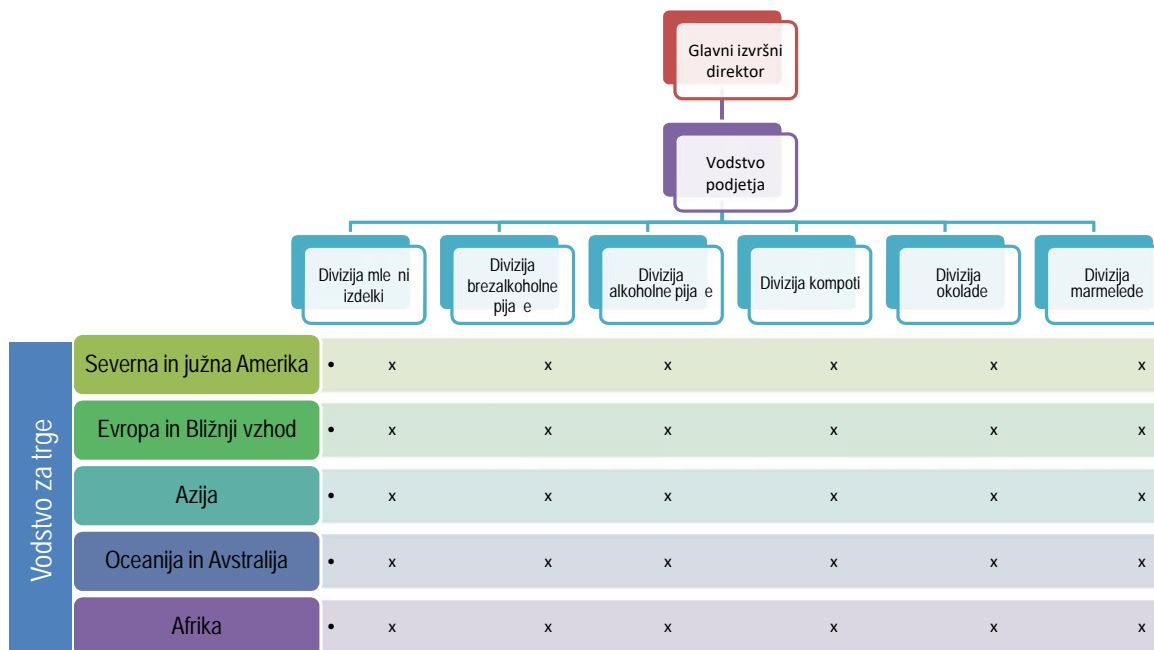 Glavni izvršni
direktor
Vodstvo
podjetja
Divizija mle ni
izdelki
Divizija
brezalkoholne
pija e
Divizija
alkoholne pija e
Divizija kompoti
Divizija
okolade
Divizija
marmelede
Vodstvo za trge
Severna in južna Amerika
• x x x x x x
Evropa in Bližnji vzhod
• x x x x x x
Azija
• x x x x x x
Oceanija in Avstralija
• x x x x x x
Afrika
• x x x x x x